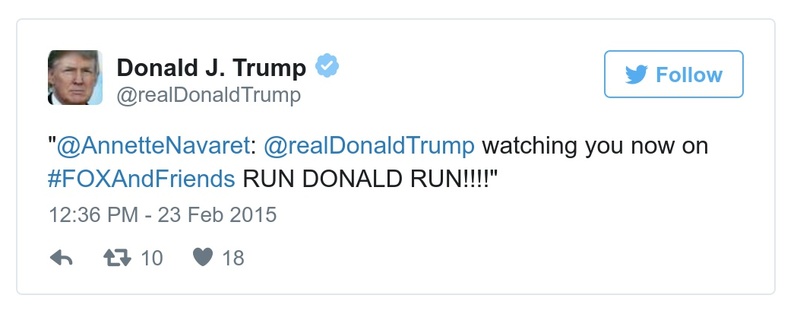 Donald J. Trump
@realDonaldTrump
Follow
"@AnnetteNavaret: @realDonaldTrump watching you now on
#FOXAndFriends RUN DONALD RUN!!!!"
12:36 PM - 23 Feb 2015
10 18